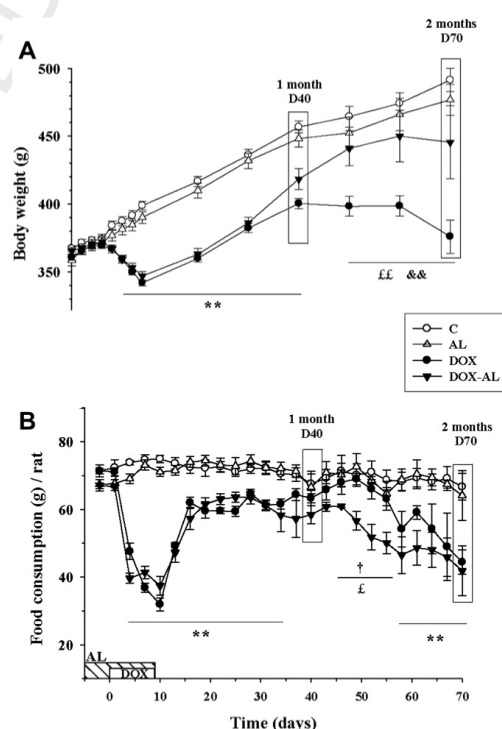 A
2 months
D70
1 month
D40
500
450
400
350
Body weight (g)
**
££ &&
C
AL
DOX
DOX-AL
B
1 month
D40
2 months
D70
80
60
40
20
Food consumption (g) / rat
**
†
£
**
AL
DOX
0 10 20 30 40 50 60 70
Time (days)